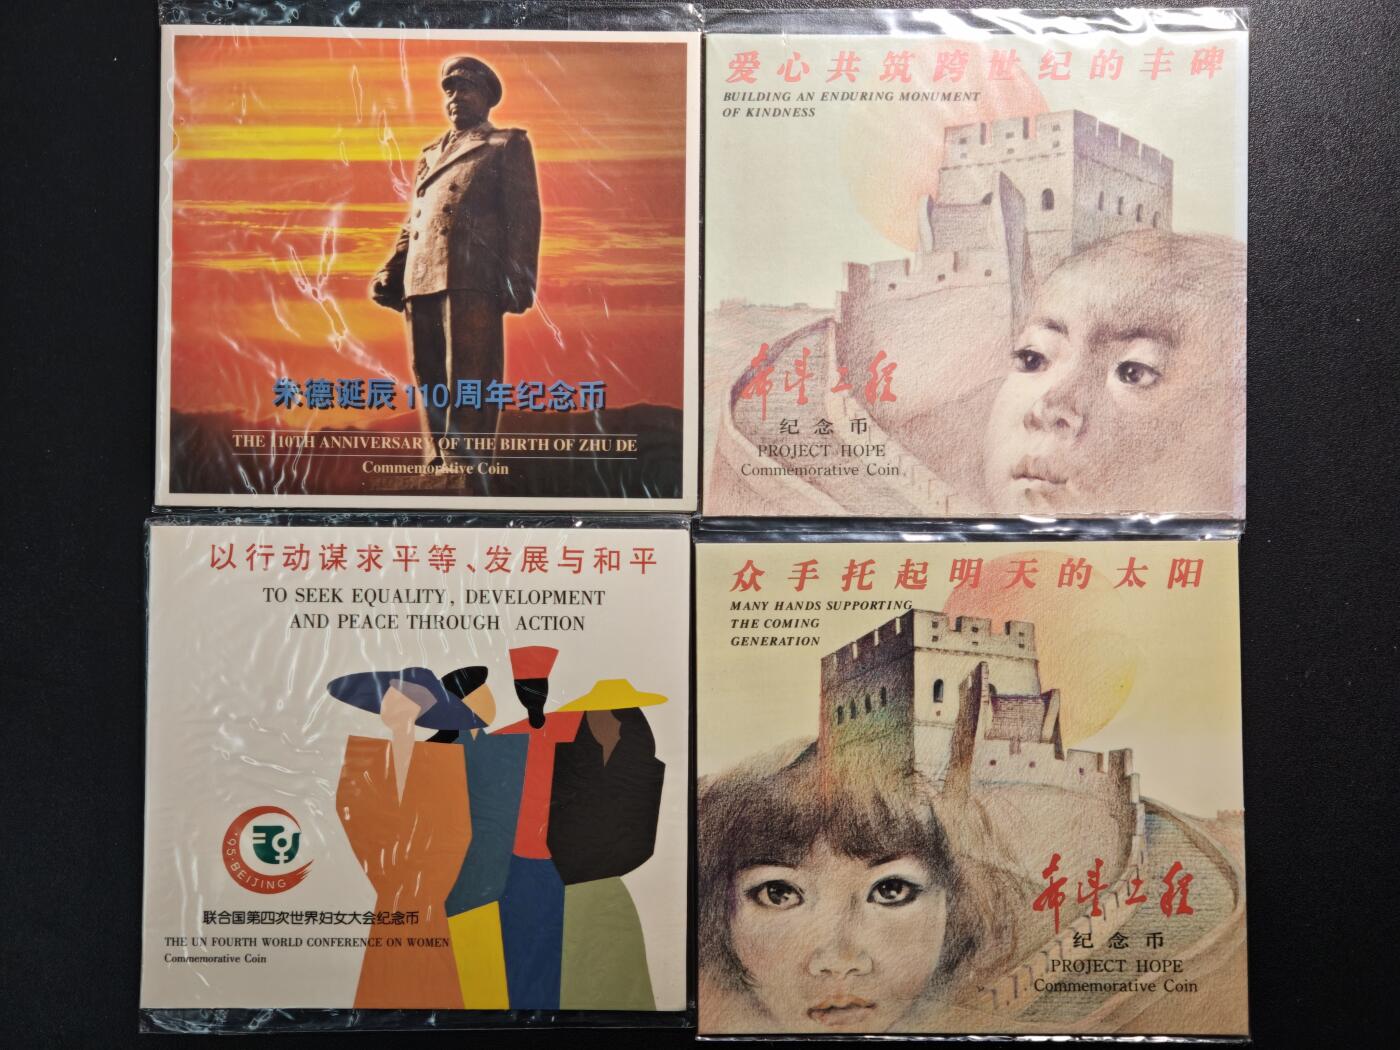 朱德诞辰110周年纪念币
THE 110TH ANNIVERSARY OF THE BIRTH OF ZHU DE
Commemorative Coin
爱心共筑跨世纪的丰碑
BUILDING AN ENDURING MONUMENT
OF KINDNESS
希望工程
纪念币
PROJECT HOPE
Commemorative Coin
以行动谋求平等、发展与和平
TO SEEK EQUALITY, DEVELOPMENT
AND PEACE THROUGH ACTION
'95·BEIJING
联合国第四次世界妇女大会纪念币
THE UN FOURTH WORLD CONFERENCE ON WOMEN
Commemorative Coin
众手托起明天的太阳
MANY HANDS SUPPORTING
THE COMING
GENERATION
希望工程
纪念币
PROJECT HOPE
Commemorative Coin